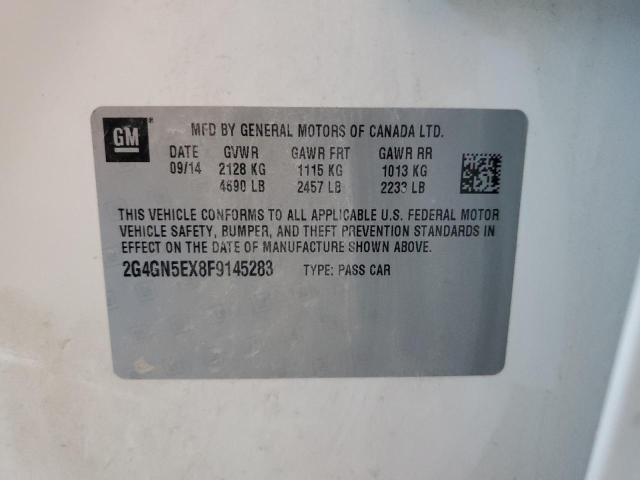 GM
MFD BY GENERAL MOTORS OF CANADA LTD.
DATE GVWR GAWR FRT GAWR RR
09/14 2128 KG 1115 KG 1013 KG
4690 LB 2457 LB 2233 LB
THIS VEHICLE CONFORMS TO ALL APPLICABLE U.S. FEDERAL MOTOR
VEHICLE SAFETY, BUMPER, AND THEFT PREVENTION STANDARDS IN
EFFECT ON THE DATE OF MANUFACTURE SHOWN ABOVE.
2G4GN5EX8F9145283 TYPE: PASS CAR